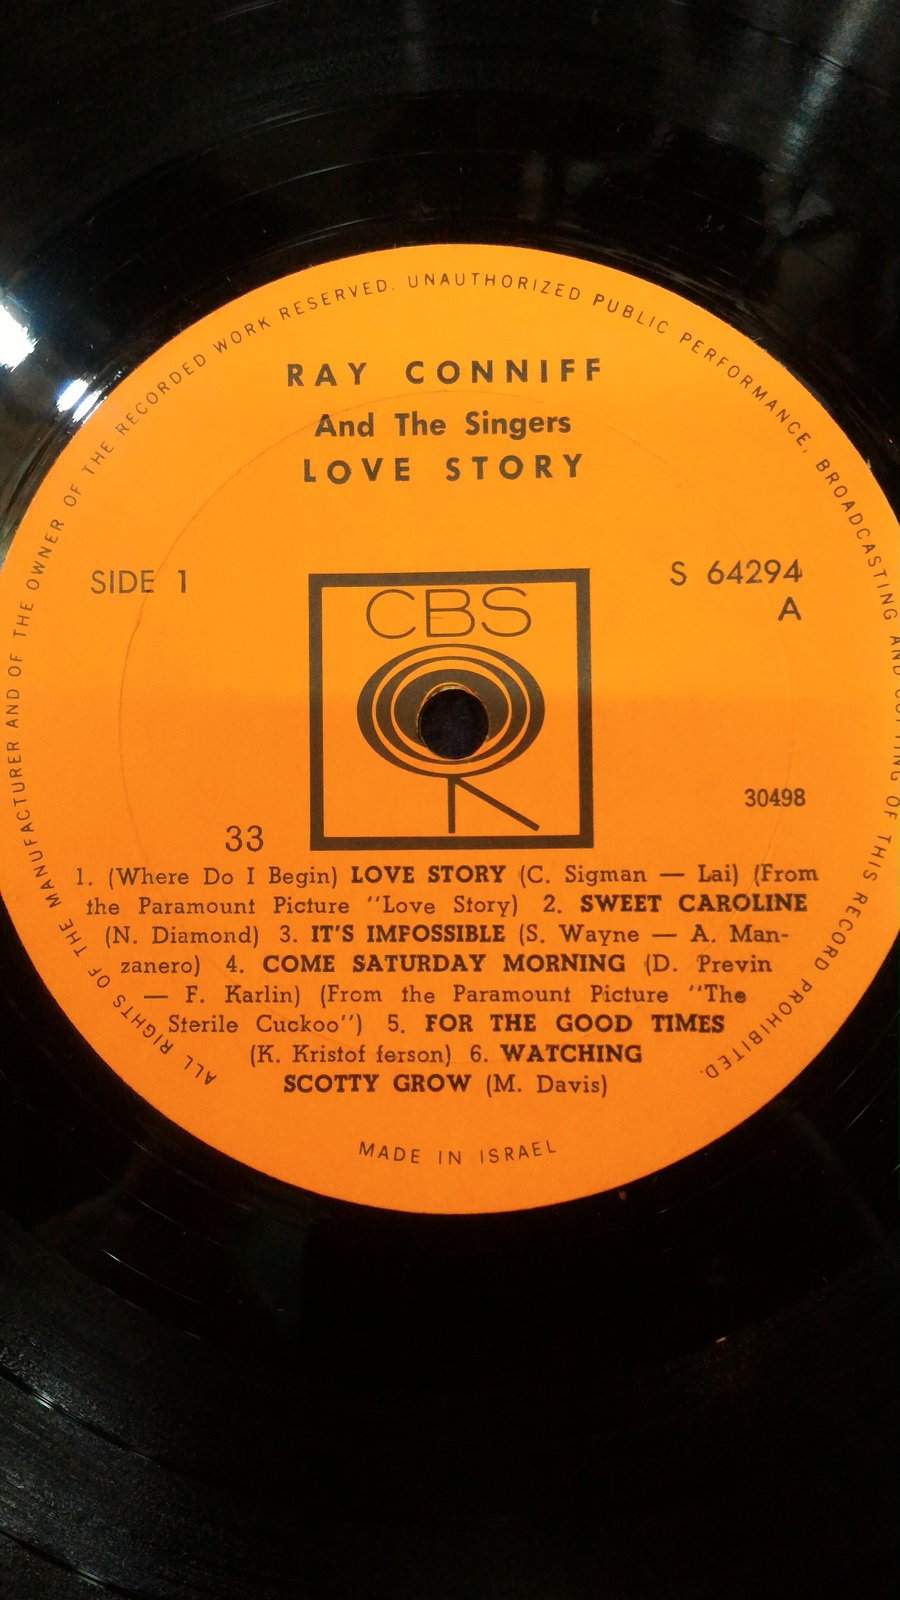 ALL RIGHTS OF THE MANUFACTURER AND OF THE OWNER OF THE RECORDED WORK RESERVED. UNAUTHORIZED PUBLIC PERFORMANCE, BROADCASTING AND COPYING OF THIS RECORD PROHIBITED.
RAY CONNIFF
And The Singers
LOVE STORY
SIDE 1
S 64294
A
CBS
30498
33
1. (Where Do I Begin) LOVE STORY (C. Sigman — Lai) (From
the Paramount Picture "Love Story) 2. SWEET CAROLINE
(N. Diamond) 3. IT'S IMPOSSIBLE (S. Wayne — A. Man-
zanero) 4. COME SATURDAY MORNING (D. Previn
— F. Karlin) (From the Paramount Picture "The
Sterile Cuckoo") 5. FOR THE GOOD TIMES
(K. Kristof ferson) 6. WATCHING
SCOTTY GROW (M. Davis)
MADE IN ISRAEL